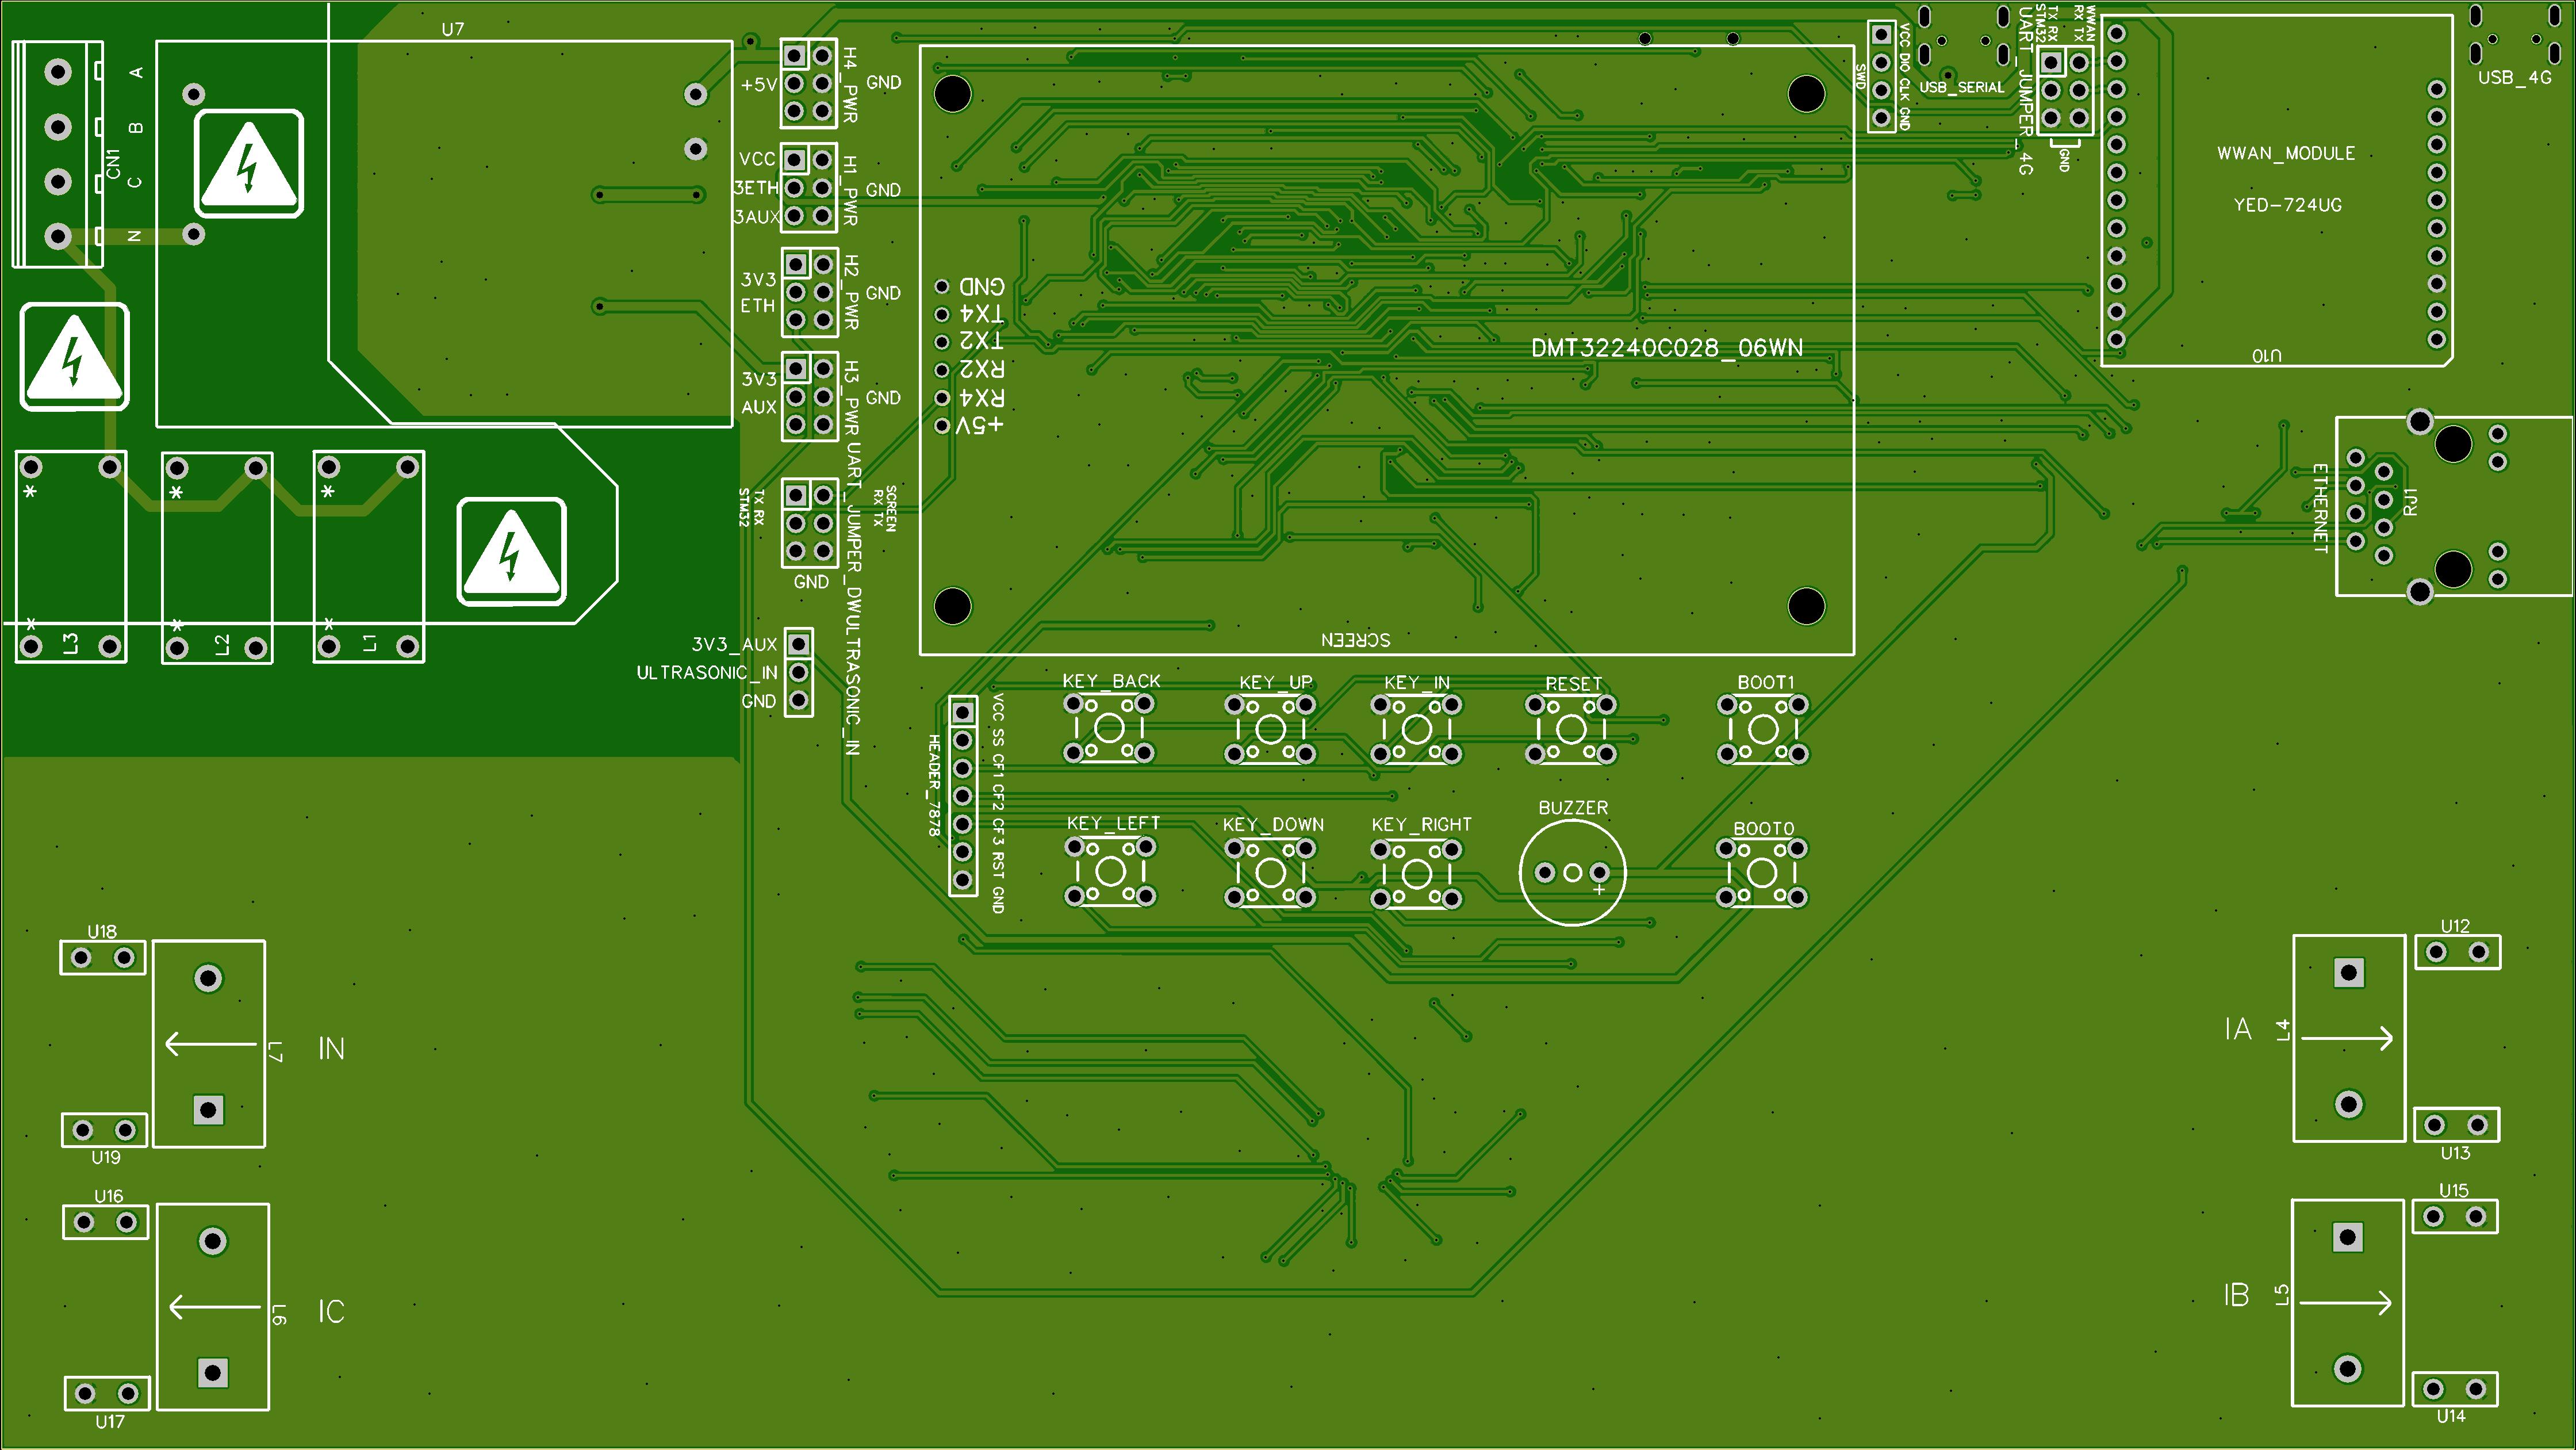 U7
A
B
CN1
C
N
H4_PWR
+5V
GND
VCC
3ETH
3AUX
H1_PWR
GND
3V3
ETH
H2_PWR
GND
3V3
AUX
H3_PWR
GND
UART_JUMPER_DW
TX RX
STM32
SCREEN
RX TX
GND
3V3_AUX
ULTRASONIC_IN
GND
ULTRASONIC_IN
L3
L2
L1
GND
TX4
TX2
RX2
RX4
+5V
DMT32240C028_06WN
SCREEN
SWD
VCC DIO CLK GND
USB_SERIAL
UART_JUMPER_4G
TX RX
STM32
WWAN
RX TX
GND
WWAN_MODULE
YED-724UG
U10
USB_4G
ETHERNET
RJ1
HEADER_7878
VCC SS CF1 CF2 CF3 RST GND
KEY_BACK
KEY_UP
KEY_IN
RESET
BOOT1
KEY_LEFT
KEY_DOWN
KEY_RIGHT
BUZZER
+
BOOT0
U18
L7
IN
U19
U16
L6
IC
U17
U12
IA
L4
U13
U15
IB
L5
U14